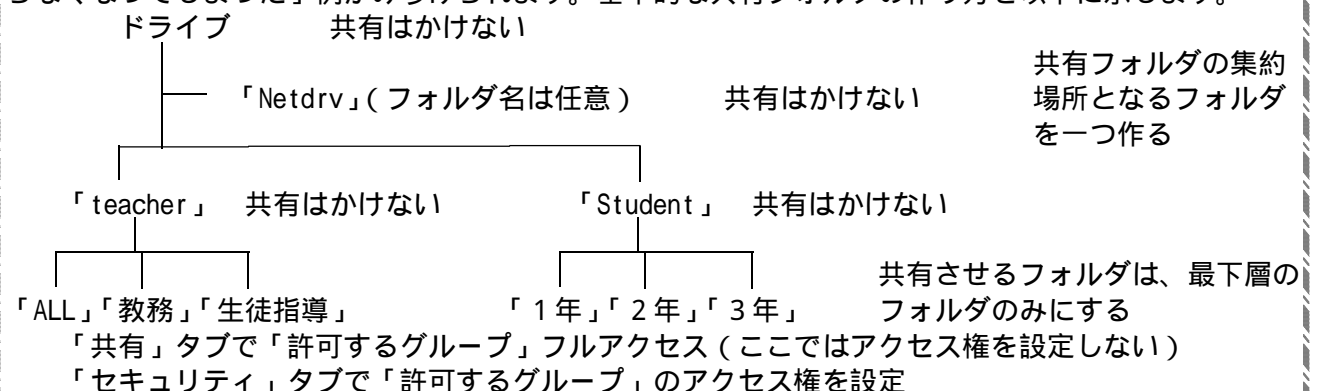 らなくなってしまった」例がみうけられます。基本的な共有フォルダの作り方を以下に示します。
ドライブ　共有はかけない
「Netdrv」(フォルダ名は任意)　共有はかけない
共有フォルダの集約
場所となるフォルダ
を一つ作る
「teacher」　共有はかけない　「Student」　共有はかけない
共有させるフォルダは、最下層の
「ALL」「教務」「生徒指導」　「１年」「２年」「３年」　フォルダのみにする
「共有」タブで「許可するグループ」フルアクセス(ここではアクセス権を設定しない)
「セキュリティ」タブで「許可するグループ」のアクセス権を設定